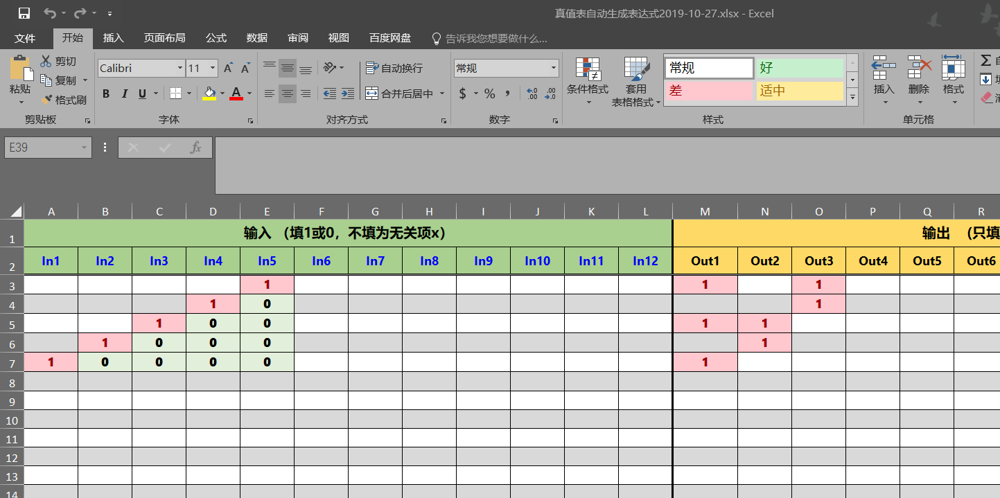 真值表自动生成表达式2019-10-27.xlsx - Excel
文件 开始 插入 页面布局 公式 数据 审阅 视图 百度网盘 告诉我您想要做什么...
粘贴 剪切 Calibri 11 A A 自动换行 常规 条件格式 套用 表格格式 常规 好 插入 删除 格式 Σ
复制 B I U A 合并后居中 $ % , .00 .0 差 适中
格式刷
剪贴板 字体 对齐方式 数字 样式 单元格
E39 fx
A B C D E F G H I J K L M N O P Q R
1 输入 （填1或0，不填为无关项x） 输出 （只填
2 In1 In2 In3 In4 In5 In6 In7 In8 In9 In10 In11 In12 Out1 Out2 Out3 Out4 Out5 Out6
3 1 1 1
4 1 0 1
5 1 0 0 1 1
6 1 0 0 0 1
7 1 0 0 0 0 1
8
9
10
11
12
13
14